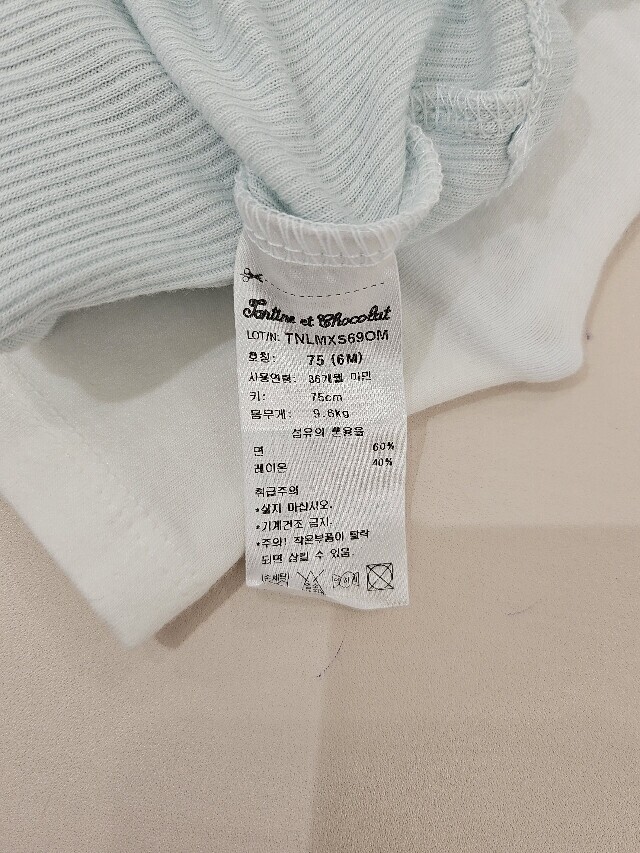 Tartine et Chocolat
LOT/N: TNLMXS69OM
호칭: 75 (6M)
사용연령: 36개월 미만
키: 75cm
몸무게: 9.6kg
섬유의 혼용율
면 60%
레이온 40%
취급주의
*삶지 마십시오.
*기계건조 금지.
*주의! 작은부품이 탈락
되면 삼킬 수 있음.